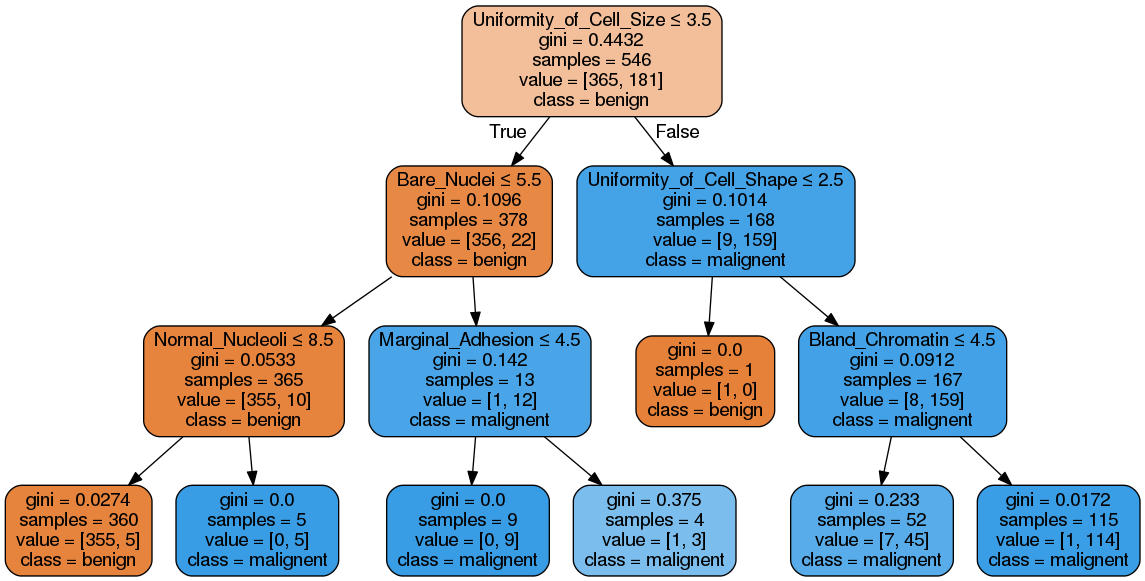 Uniformity_of_Cell_Size ≤ 3.5
gini = 0.4432
samples = 546
value = [365, 181]
class = benign
True
False
Bare_Nuclei ≤ 5.5
gini = 0.1096
samples = 378
value = [356, 22]
class = benign
Uniformity_of_Cell_Shape ≤ 2.5
gini = 0.1014
samples = 168
value = [9, 159]
class = malignent
Normal_Nucleoli ≤ 8.5
gini = 0.0533
samples = 365
value = [355, 10]
class = benign
Marginal_Adhesion ≤ 4.5
gini = 0.142
samples = 13
value = [1, 12]
class = malignent
gini = 0.0
samples = 1
value = [1, 0]
class = benign
Bland_Chromatin ≤ 4.5
gini = 0.0912
samples = 167
value = [8, 159]
class = malignent
gini = 0.0274
samples = 360
value = [355, 5]
class = benign
gini = 0.0
samples = 5
value = [0, 5]
class = malignent
gini = 0.0
samples = 9
value = [0, 9]
class = malignent
gini = 0.375
samples = 4
value = [1, 3]
class = malignent
gini = 0.233
samples = 52
value = [7, 45]
class = malignent
gini = 0.0172
samples = 115
value = [1, 114]
class = malignent